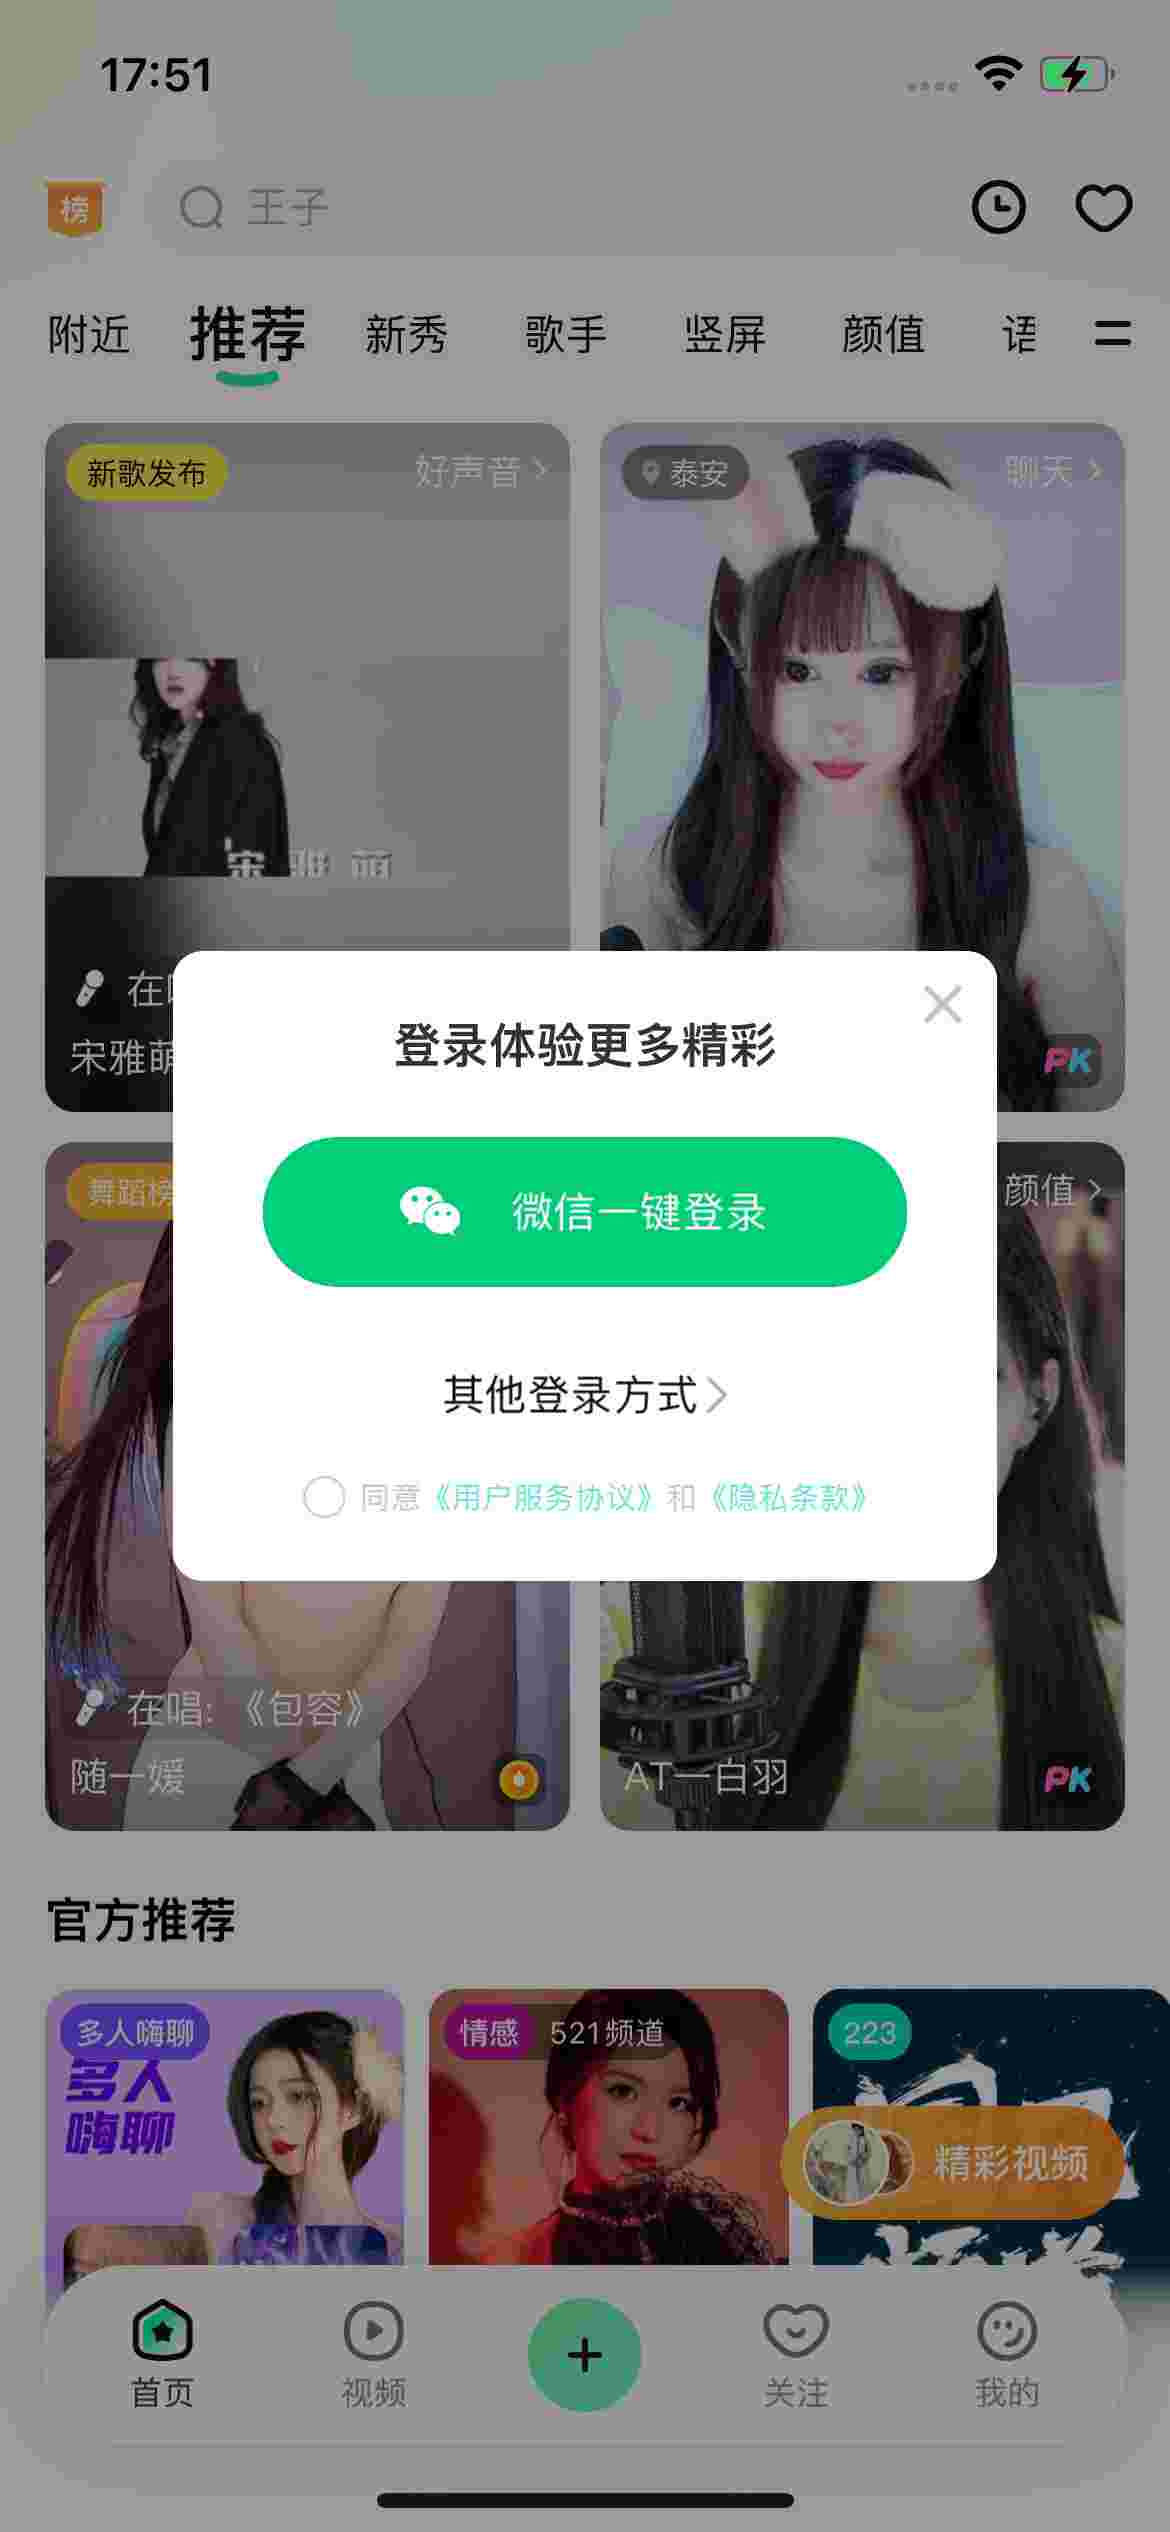 17:51
榜
王子
附近 推荐 新秀 歌手 竖屏 颜值 语
新歌发布 好声音
泰安 聊天
宋雅萌
在
宋雅萌
PK
登录体验更多精彩
微信一键登录
其他登录方式
同意《用户服务协议》和《隐私条款》
舞蹈榜
颜值
在唱: 《包容》
随一媛
AT一白羽
PK
官方推荐
多人嗨聊
多人
嗨聊
情感 521频道
223
精彩视频
首页 视频 关注 我的